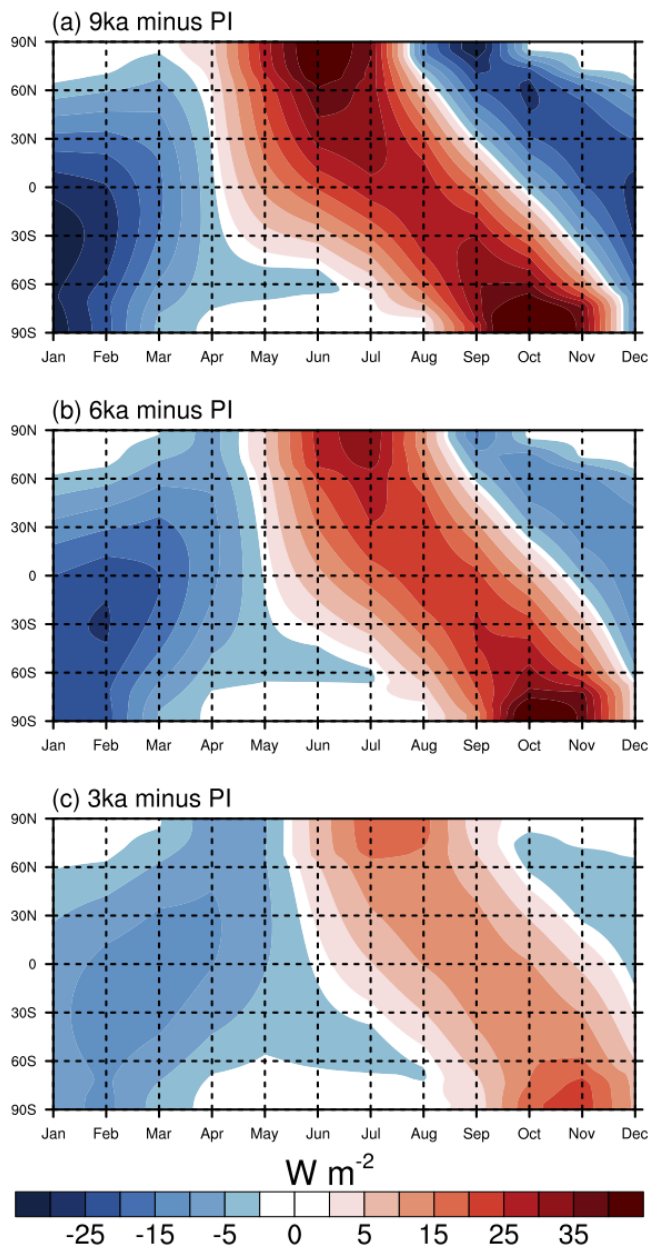 (a) 9ka minus PI
90N
60N
30N
0
30S
60S
90S
Jan Feb Mar Apr May Jun Jul Aug Sep Oct Nov Dec
(b) 6ka minus PI
90N
60N
30N
0
30S
60S
90S
Jan Feb Mar Apr May Jun Jul Aug Sep Oct Nov Dec
(c) 3ka minus PI
90N
60N
30N
0
30S
60S
90S
Jan Feb Mar Apr May Jun Jul Aug Sep Oct Nov Dec
W m⁻²
-25 -15 -5 0 5 15 25 35